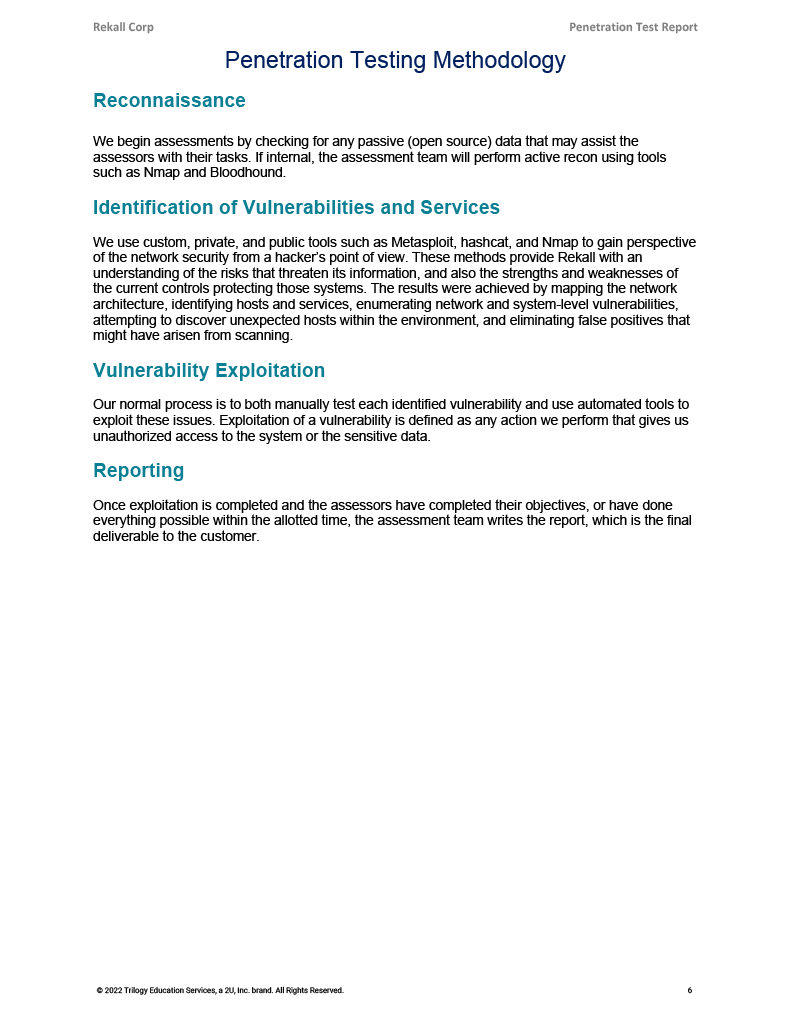 Rekall Corp Penetration Test Report
Penetration Testing Methodology
Reconnaissance
We begin assessments by checking for any passive (open source) data that may assist the
assessors with their tasks. If internal, the assessment team will perform active recon using tools
such as Nmap and Bloodhound.
Identification of Vulnerabilities and Services
We use custom, private, and public tools such as Metasploit, hashcat, and Nmap to gain perspective
of the network security from a hacker’s point of view. These methods provide Rekall with an
understanding of the risks that threaten its information, and also the strengths and weaknesses of
the current controls protecting those systems. The results were achieved by mapping the network
architecture, identifying hosts and services, enumerating network and system-level vulnerabilities,
attempting to discover unexpected hosts within the environment, and eliminating false positives that
might have arisen from scanning.
Vulnerability Exploitation
Our normal process is to both manually test each identified vulnerability and use automated tools to
exploit these issues. Exploitation of a vulnerability is defined as any action we perform that gives us
unauthorized access to the system or the sensitive data.
Reporting
Once exploitation is completed and the assessors have completed their objectives, or have done
everything possible within the allotted time, the assessment team writes the report, which is the final
deliverable to the customer.
© 2022 Trilogy Education Services, a 2U, Inc. brand. All Rights Reserved. 6